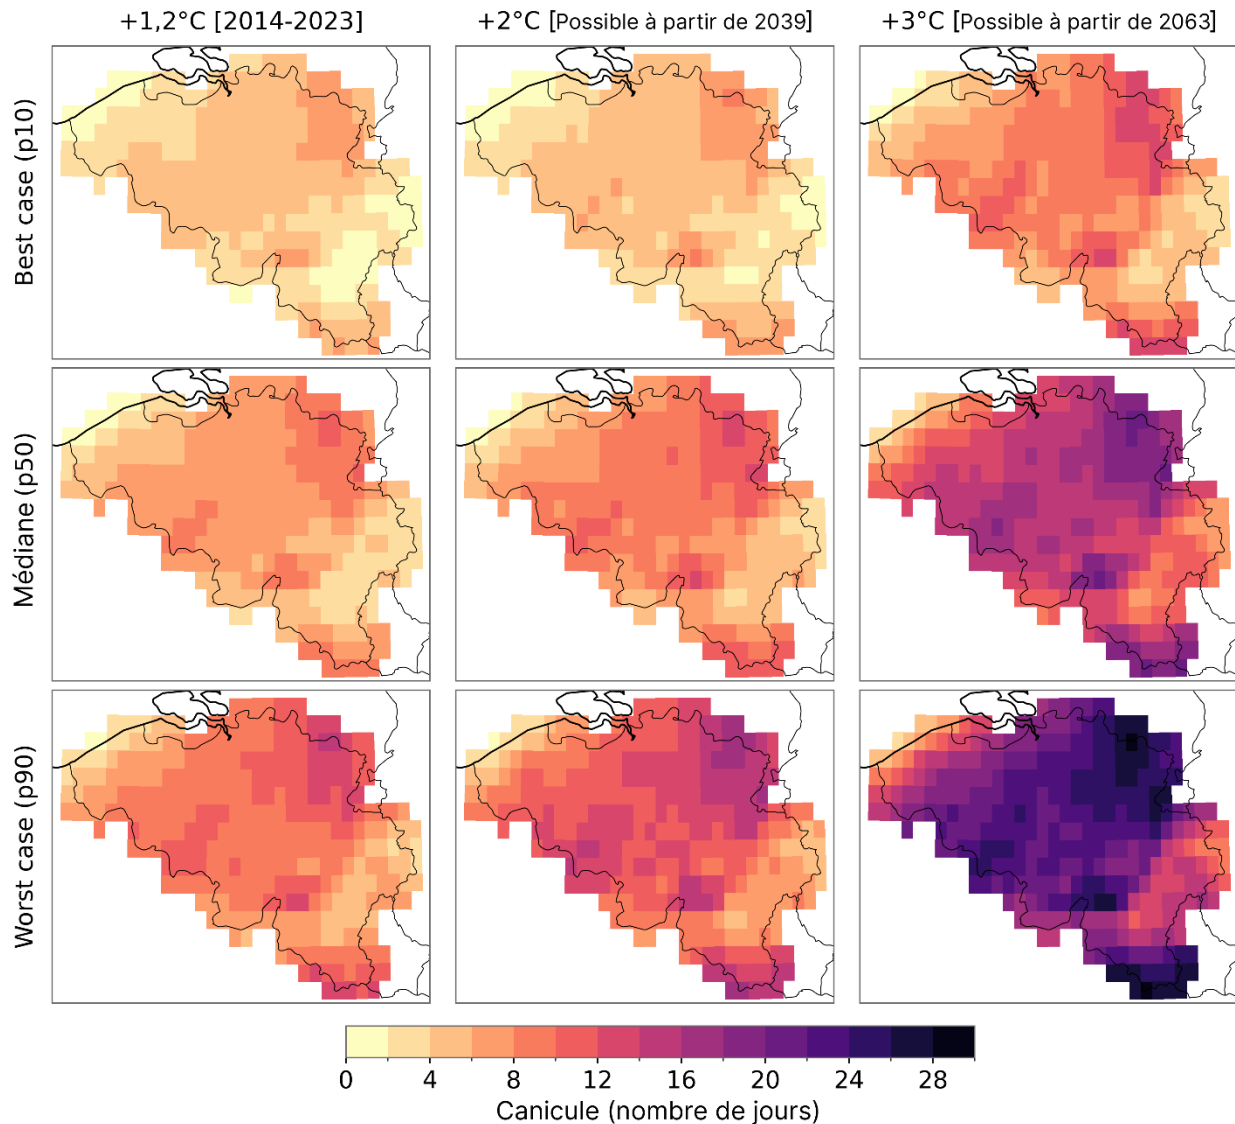 +1,2°C [2014-2023]
+2°C [Possible à partir de 2039]
+3°C [Possible à partir de 2063]
Best case (p10)
Médiane (p50)
Worst case (p90)
0 4 8 12 16 20 24 28
Canicule (nombre de jours)